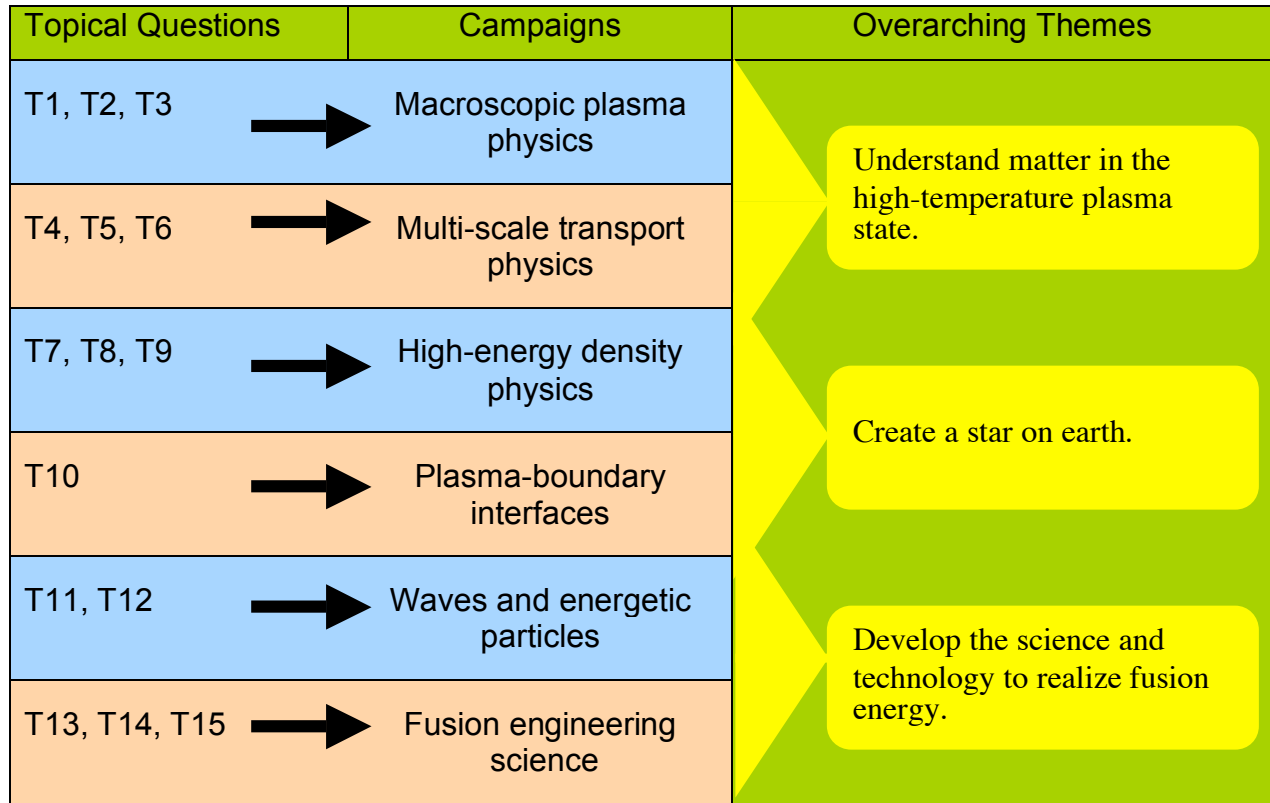 Topical Questions
Campaigns
Overarching Themes
T1, T2, T3
Macroscopic plasma
physics
T4, T5, T6
Multi-scale transport
physics
T7, T8, T9
High-energy density
physics
T10
Plasma-boundary
interfaces
T11, T12
Waves and energetic
particles
T13, T14, T15
Fusion engineering
science
Understand matter in the
high-temperature plasma
state.
Create a star on earth.
Develop the science and
technology to realize fusion
energy.